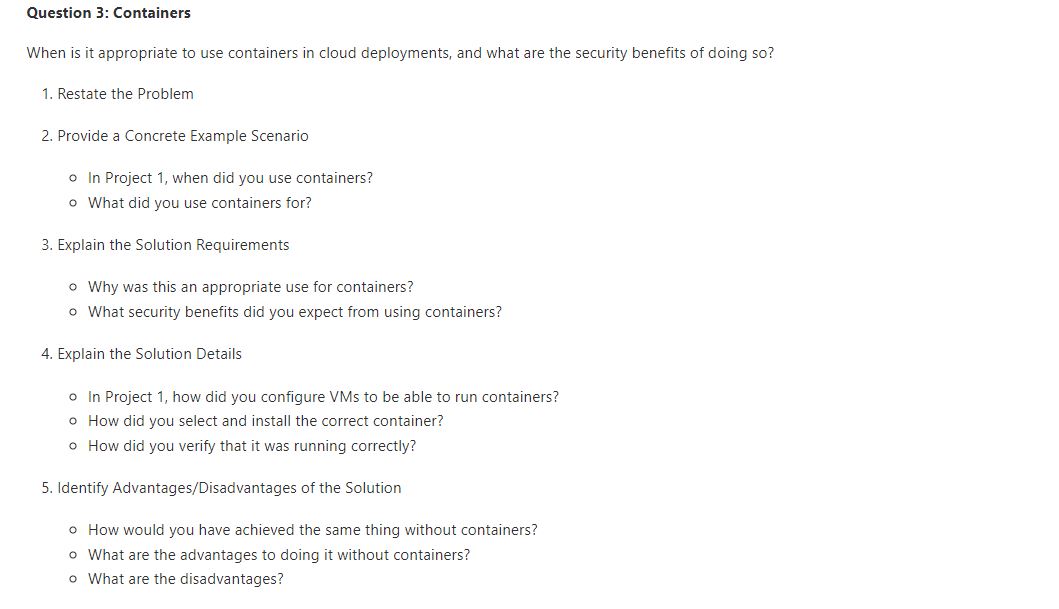 Question 3: Containers
When is it appropriate to use containers in cloud deployments, and what are the security benefits of doing so?
1. Restate the Problem
2. Provide a Concrete Example Scenario
○ In Project 1, when did you use containers?
○ What did you use containers for?
3. Explain the Solution Requirements
○ Why was this an appropriate use for containers?
○ What security benefits did you expect from using containers?
4. Explain the Solution Details
○ In Project 1, how did you configure VMs to be able to run containers?
○ How did you select and install the correct container?
○ How did you verify that it was running correctly?
5. Identify Advantages/Disadvantages of the Solution
○ How would you have achieved the same thing without containers?
○ What are the advantages to doing it without containers?
○ What are the disadvantages?